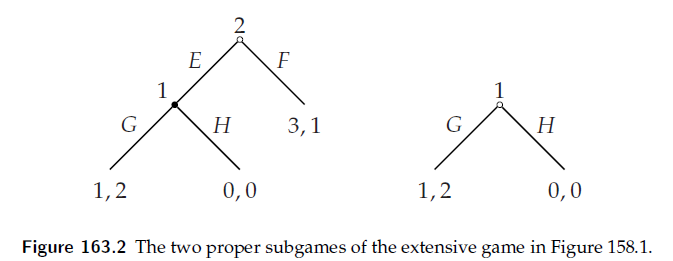 2
E F
1 1
G H 3, 1 G H
1, 2 0, 0 1, 2 0, 0
Figure 163.2 The two proper subgames of the extensive game in Figure 158.1.